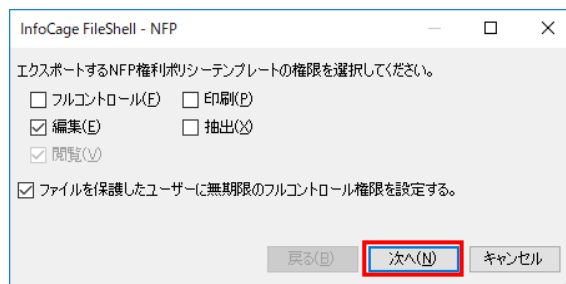 InfoCage FileShell - NFP
エクスポートするNFP権利ポリシーテンプレートの権限を選択してください。
フルコントロール(F) 印刷(P)
編集(E) 抽出(X)
閲覧(V)
ファイルを保護したユーザーに無期限のフルコントロール権限を設定する。
戻る(B) 次へ(N) キャンセル